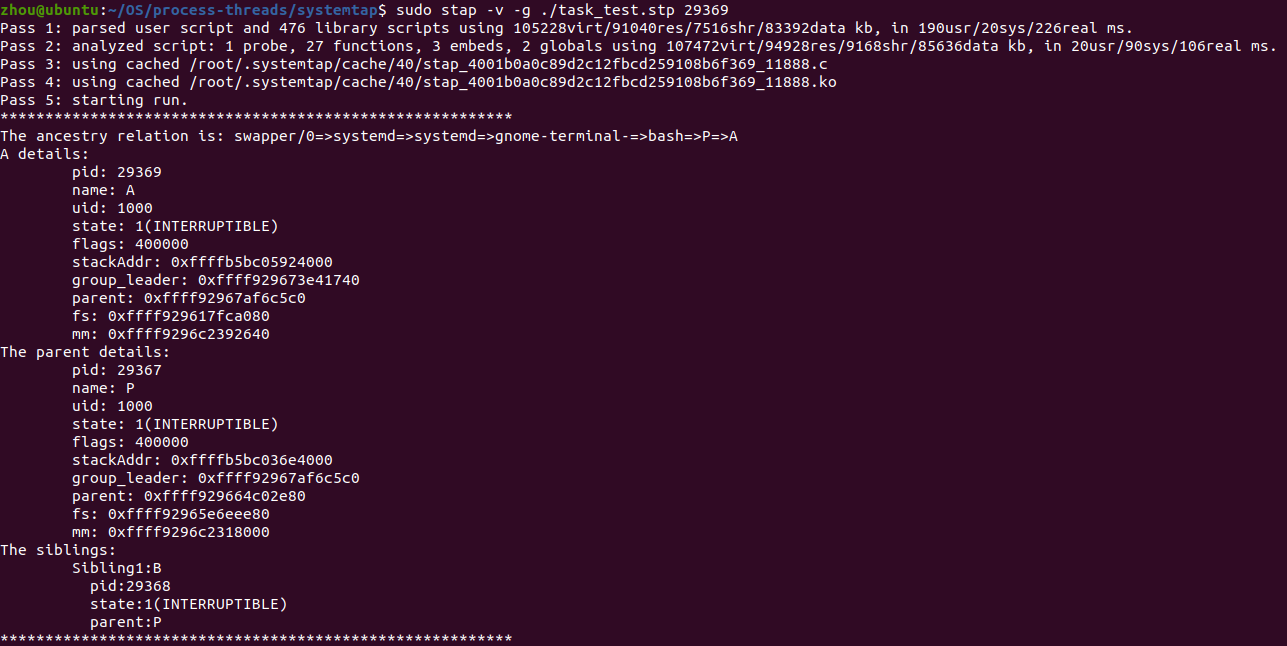 zhou@ubuntu:~/OS/process-threads/systemtap$ sudo stap -v -g ./task_test.stp 29369
Pass 1: parsed user script and 476 library scripts using 105228virt/91040res/7516shr/83392data kb, in 190usr/20sys/226real ms.
Pass 2: analyzed script: 1 probe, 27 functions, 3 embeds, 2 globals using 107472virt/94928res/9168shr/85636data kb, in 20usr/90sys/106real ms.
Pass 3: using cached /root/.systemtap/cache/40/stap_4001b0a0c89d2c12fbcd259108b6f369_11888.c
Pass 4: using cached /root/.systemtap/cache/40/stap_4001b0a0c89d2c12fbcd259108b6f369_11888.ko
Pass 5: starting run.
*********************************************************
The ancestry relation is: swapper/0=>systemd=>systemd=>gnome-terminal-=>bash=>P=>A
A details:
        pid: 29369
        name: A
        uid: 1000
        state: 1(INTERRUPTIBLE)
        flags: 400000
        stackAddr: 0xffffb5bc05924000
        group_leader: 0xffff929673e41740
        parent: 0xffff92967af6c5c0
        fs: 0xffff929617fca080
        mm: 0xffff9296c2392640
The parent details:
        pid: 29367
        name: P
        uid: 1000
        state: 1(INTERRUPTIBLE)
        flags: 400000
        stackAddr: 0xffffb5bc036e4000
        group_leader: 0xffff92967af6c5c0
        parent: 0xffff929664c02e80
        fs: 0xffff92965e6eee80
        mm: 0xffff9296c2318000
The siblings:
        Sibling1:B
          pid:29368
          state:1(INTERRUPTIBLE)
          parent:P
*********************************************************